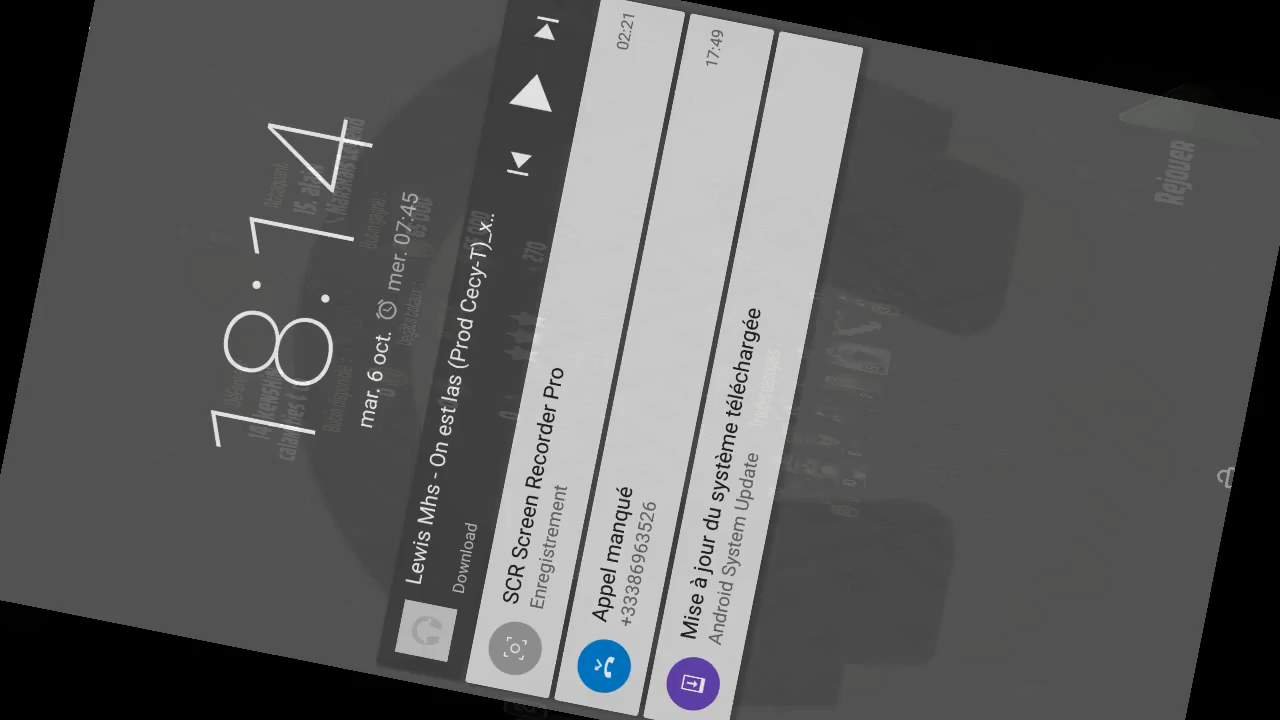 18:14
mar. 6 oct. mer. 07:45
Lewis Mhs - On est las (Prod Cecy-T)_x..
Download
SCR Screen Recorder Pro
02:21
Enregistrement
Appel manqué
17:49
+33386963526
Mise à jour du système téléchargée
Android System Update
Rejouer